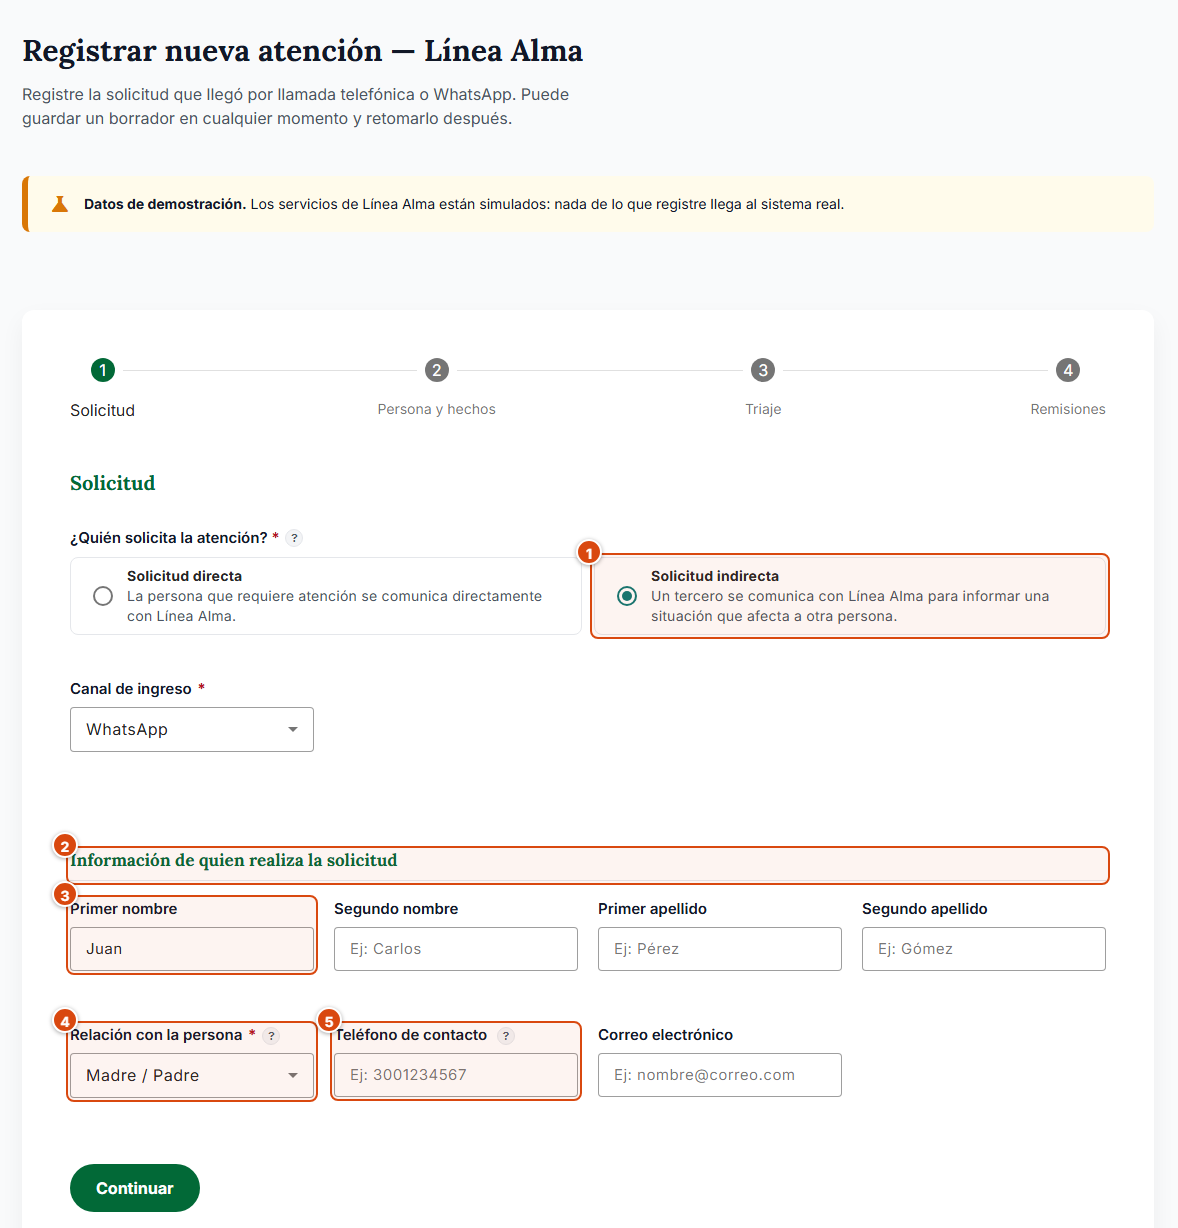 Registrar nueva atención — Línea Alma
Registre la solicitud que llegó por llamada telefónica o WhatsApp. Puede
guardar un borrador en cualquier momento y retomarlo después.
Datos de demostración. Los servicios de Línea Alma están simulados: nada de lo que registre llega al sistema real.
1 2 3 4
Solicitud Persona y hechos Triaje Remisiones
Solicitud
¿Quién solicita la atención? * ?
Solicitud directa
La persona que requiere atención se comunica directamente
con Línea Alma.
1
Solicitud indirecta
Un tercero se comunica con Línea Alma para informar una
situación que afecta a otra persona.
Canal de ingreso *
WhatsApp
2
Información de quien realiza la solicitud
3
Primer nombre Segundo nombre Primer apellido Segundo apellido
Juan Ej: Carlos Ej: Pérez Ej: Gómez
4 5
Relación con la persona * ? Teléfono de contacto ? Correo electrónico
Madre / Padre Ej: 3001234567 Ej: nombre@correo.com
Continuar